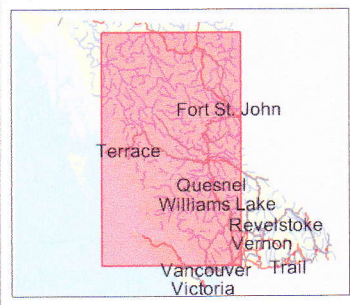 Fort St. John
Terrace
Quesnel
Williams Lake
Revelstoke
Vernon
Vancouver
Trail
Victoria